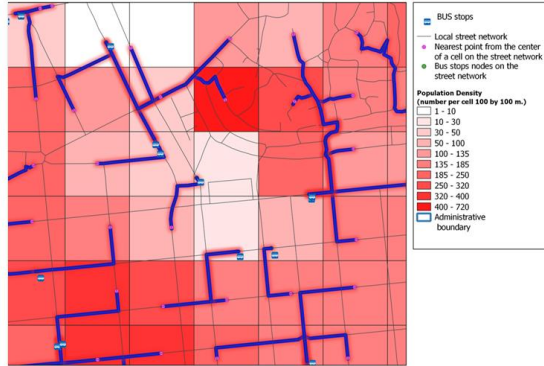 BUS stops
Local street network
Nearest point from the center
of a cell on the street network
Bus stops nodes on the
street network
Population Density
(number per cell 100 by 100 m.)
1 - 10
10 - 30
30 - 50
50 - 100
100 - 135
135 - 185
185 - 250
250 - 320
320 - 400
400 - 720
Administrative
boundary